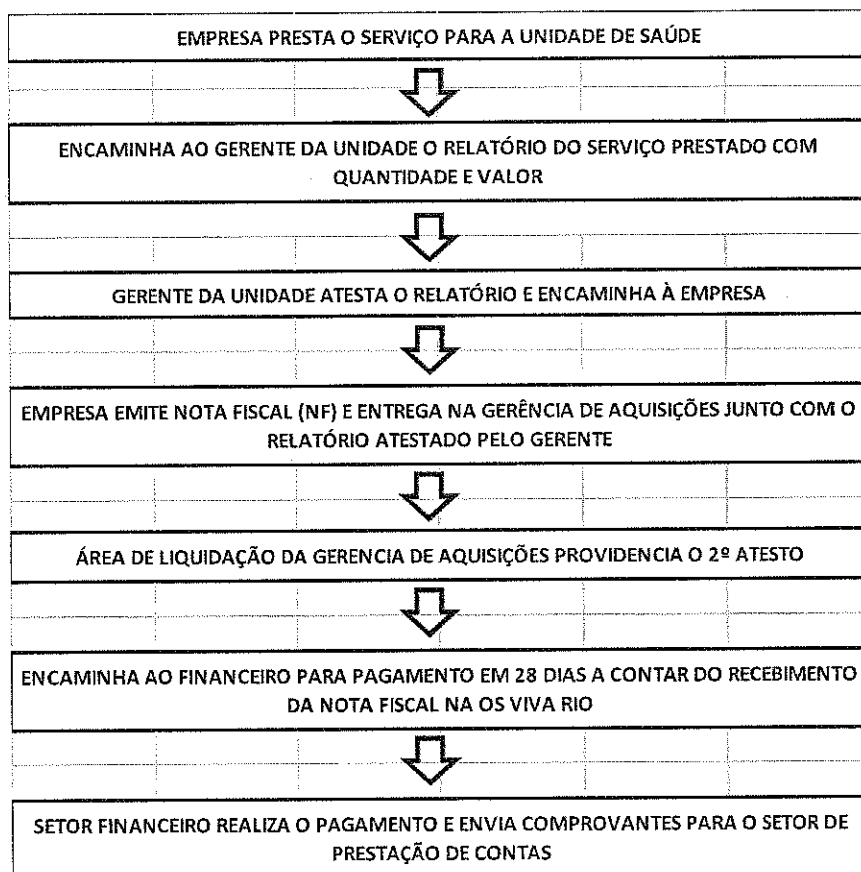 EMPRESA PRESTA O SERVIÇO PARA A UNIDADE DE SAÚDE
ENCAMINHA AO GERENTE DA UNIDADE O RELATÓRIO DO SERVIÇO PRESTADO COM
QUANTIDADE E VALOR
GERENTE DA UNIDADE ATESTA O RELATÓRIO E ENCAMINHA À EMPRESA
EMPRESA EMITE NOTA FISCAL (NF) E ENTREGA NA GERÊNCIA DE AQUISIÇÕES JUNTO COM O
RELATÓRIO ATESTADO PELO GERENTE
ÁREA DE LIQUIDAÇÃO DA GERENCIA DE AQUISIÇÕES PROVIDENCIA O 2º ATESTO
ENCAMINHA AO FINANCEIRO PARA PAGAMENTO EM 28 DIAS A CONTAR DO RECEBIMENTO
DA NOTA FISCAL NA OS VIVA RIO
SETOR FINANCEIRO REALIZA O PAGAMENTO E ENVIA COMPROVANTES PARA O SETOR DE
PRESTAÇÃO DE CONTAS